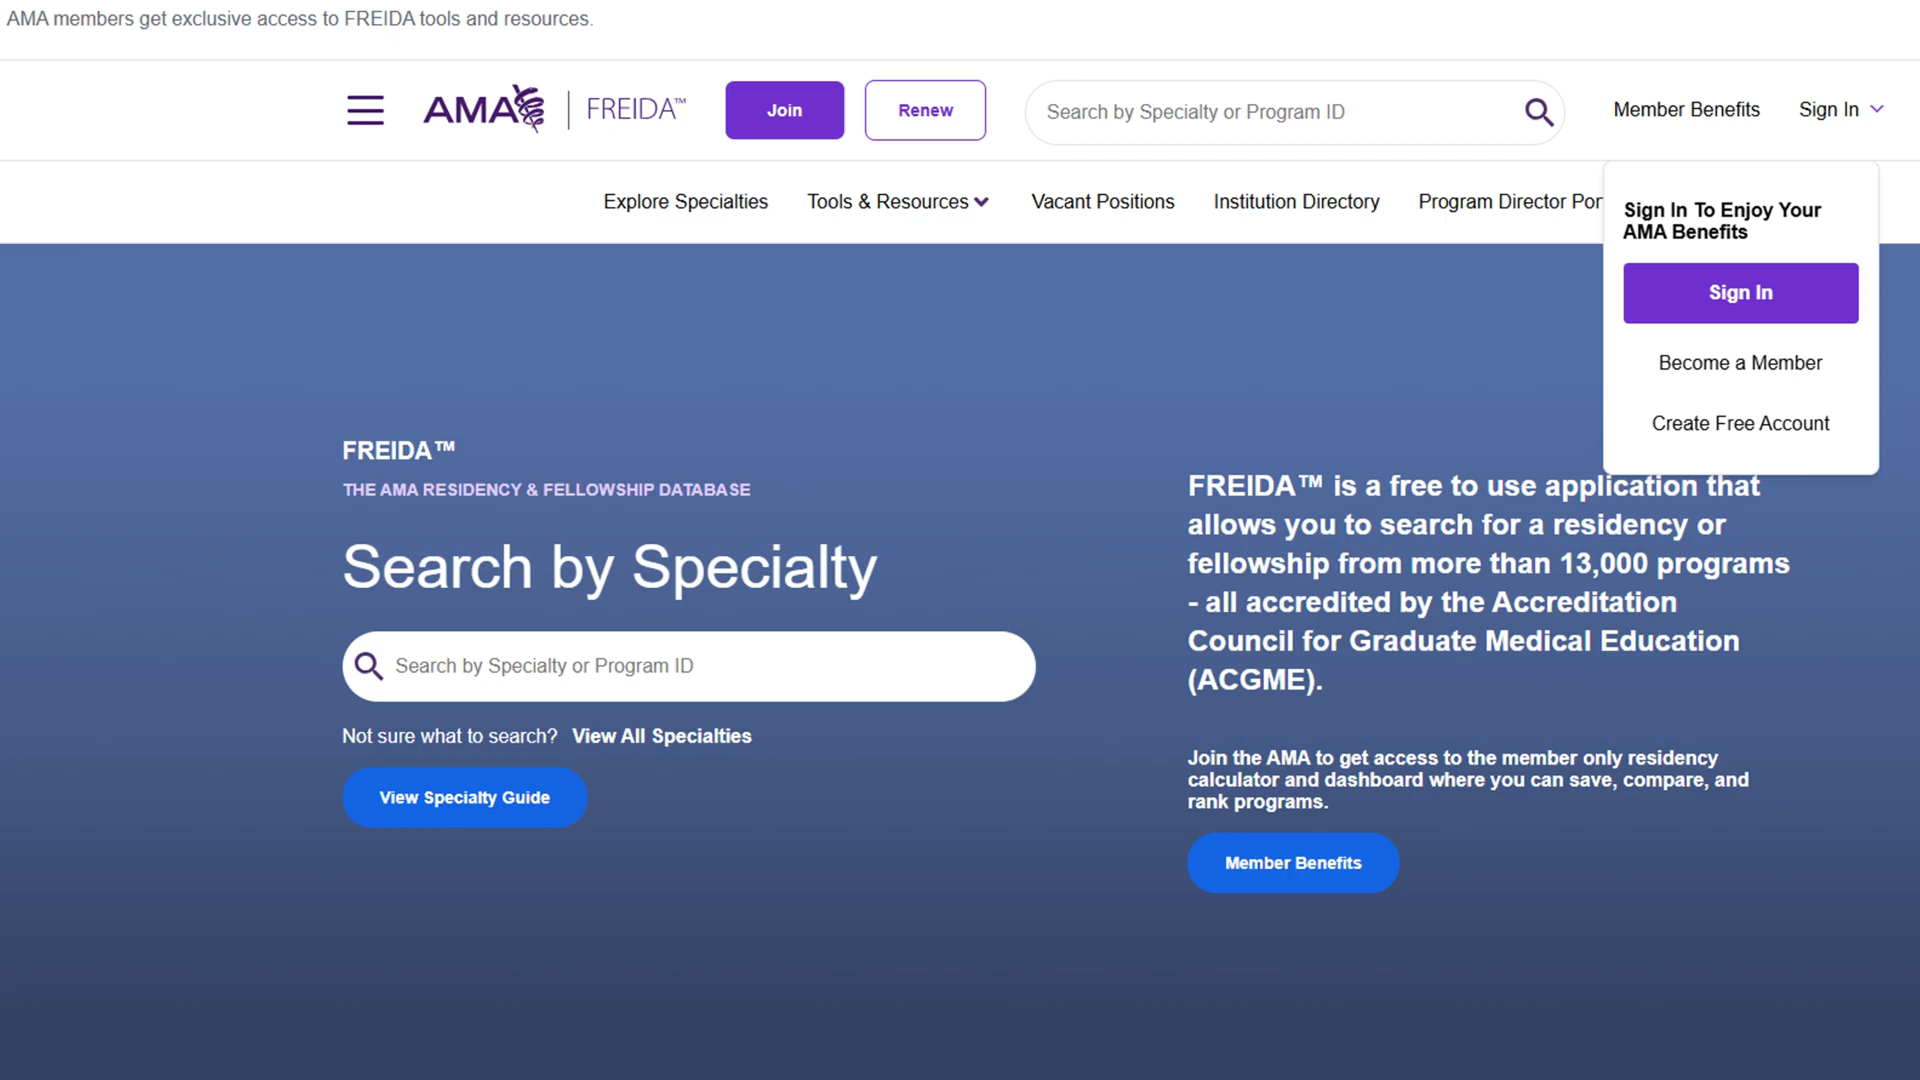 AMA members get exclusive access to FREIDA tools and resources.
AMA FREIDA™
Join
Renew
Search by Specialty or Program ID
Member Benefits
Sign In
Explore Specialties
Tools & Resources
Vacant Positions
Institution Directory
Program Director Por
Sign In To Enjoy Your
AMA Benefits
Sign In
Become a Member
Create Free Account
FREIDA™
THE AMA RESIDENCY & FELLOWSHIP DATABASE
Search by Specialty
Search by Specialty or Program ID
Not sure what to search? View All Specialties
View Specialty Guide
FREIDA™ is a free to use application that
allows you to search for a residency or
fellowship from more than 13,000 programs
- all accredited by the Accreditation
Council for Graduate Medical Education
(ACGME).
Join the AMA to get access to the member only residency
calculator and dashboard where you can save, compare, and
rank programs.
Member Benefits